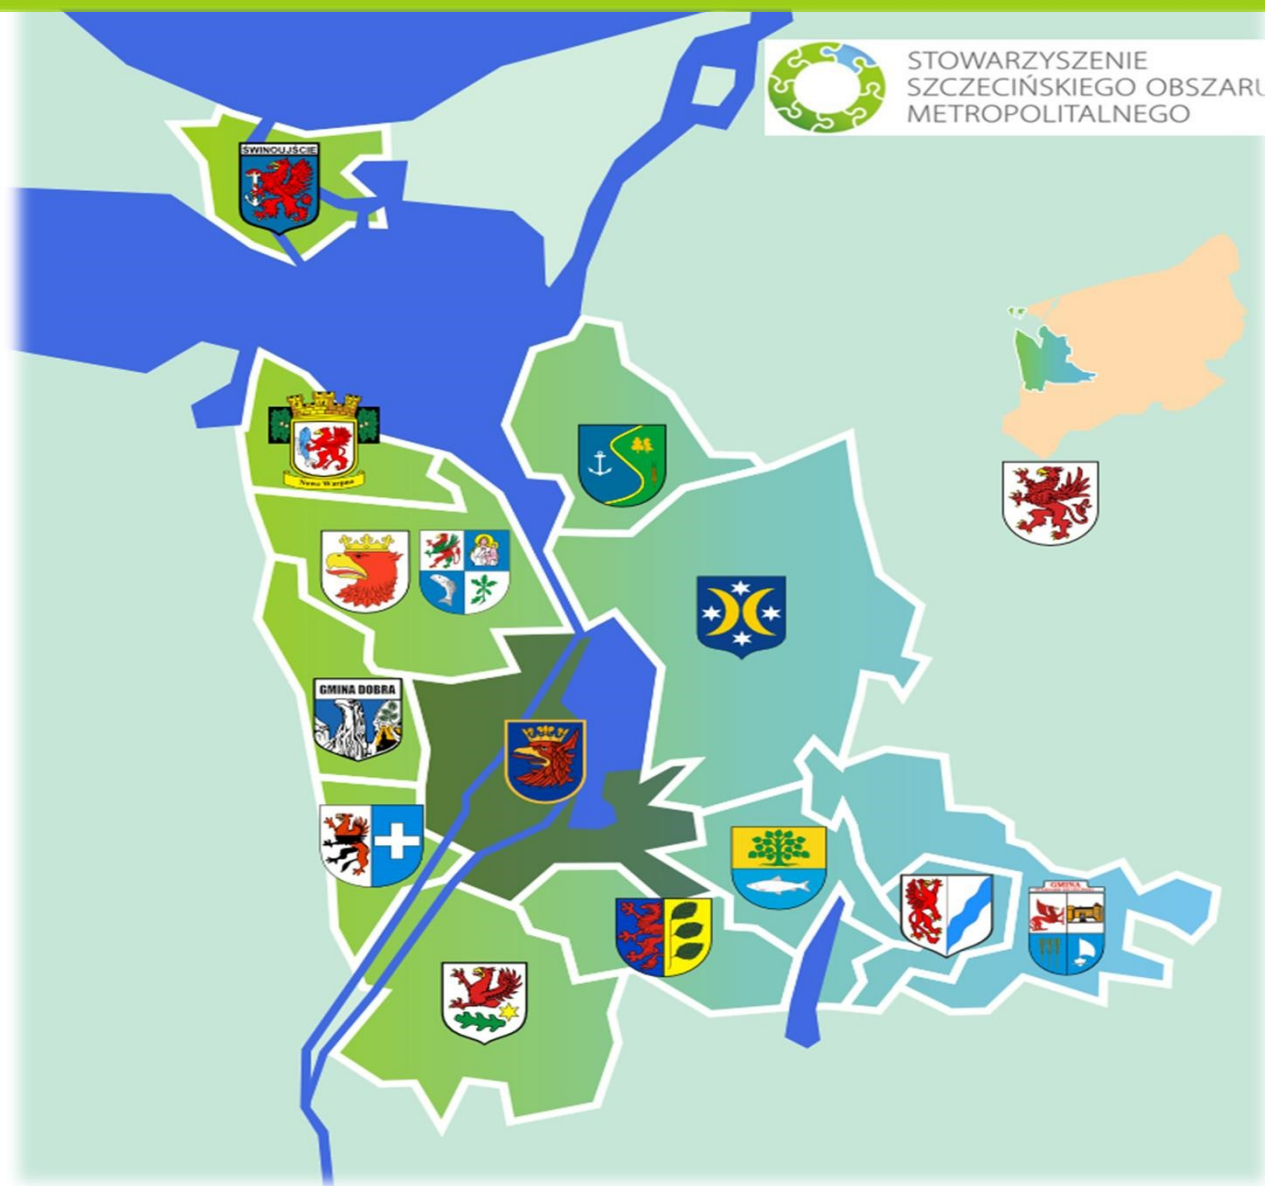 STOWARZYSZENIE
SZCZECIŃSKIEGO OBSZARU
METROPOLITALNEGO
ŚWINOUJŚCIE
Nowe Warpno
GMINA DOBRA
GMINA